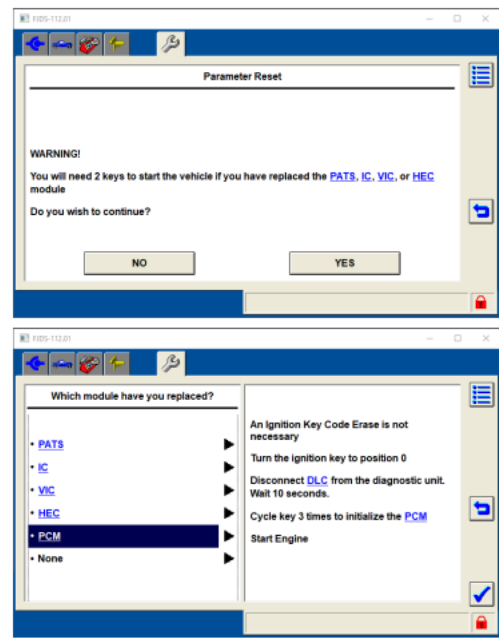 FJDS-112.01
Parameter Reset
WARNING!
You will need 2 keys to start the vehicle if you have replaced the PATS, IC, VIC, or HEC
module
Do you wish to continue?
NO
YES
FJDS-112.01
Which module have you replaced?
• PATS
• IC
• VIC
• HEC
• PCM
• None
An Ignition Key Code Erase is not
necessary
Turn the ignition key to position 0
Disconnect DLC from the diagnostic unit.
Wait 10 seconds.
Cycle key 3 times to initialize the PCM
Start Engine